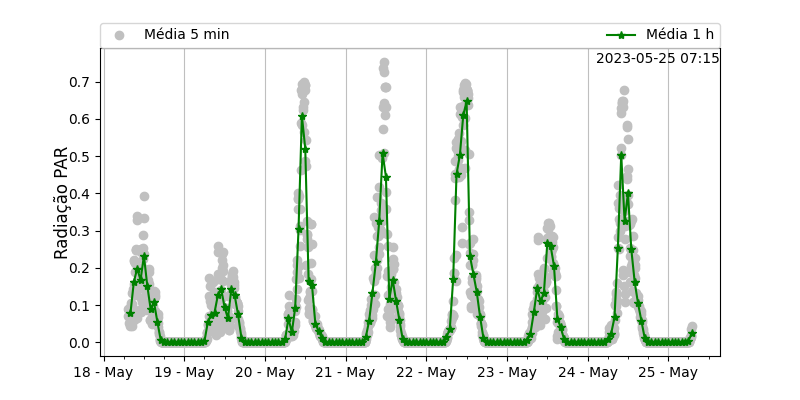 Média 5 min
Média 1 h
2023-05-25 07:15
Radiação PAR
0.7
0.6
0.5
0.4
0.3
0.2
0.1
0.0
18 - May
19 - May
20 - May
21 - May
22 - May
23 - May
24 - May
25 - May